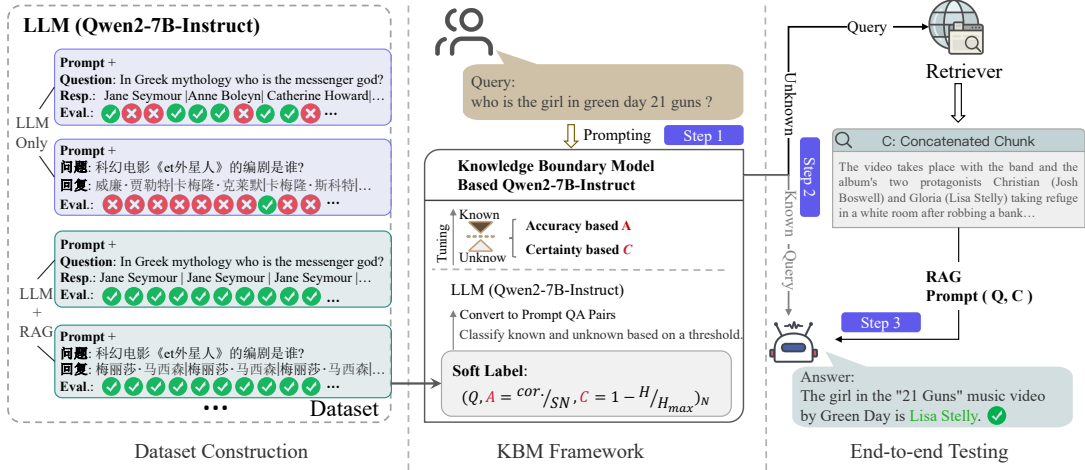 LLM (Qwen2-7B-Instruct)
LLM
Only
Prompt +
Question: In Greek mythology who is the messenger god?
Resp.: Jane Seymour |Anne Boleyn| Catherine Howard|…
Eval.: ...
Prompt +
问题: 科幻电影《et外星人》的编剧是谁?
回复: 威廉·贾勒特|卡梅隆·克莱默|卡梅隆·斯科特|…
Eval.: ...
LLM
+
RAG
Prompt +
Question: In Greek mythology who is the messenger god?
Resp.: Jane Seymour | Jane Seymour | Jane Seymour |…
Eval.: ...
Prompt +
问题: 科幻电影《et外星人》的编剧是谁?
回复: 梅丽莎·马西森|梅丽莎·马西森|梅丽莎·马西森|…
Eval.: ...
...
Dataset
Dataset Construction
Query:
who is the girl in green day 21 guns ?
Prompting
Step 1
Knowledge Boundary Model
Based Qwen2-7B-Instruct
Tuning
Known
Unknow
Accuracy based A
Certainty based C
LLM (Qwen2-7B-Instruct)
Convert to Prompt QA Pairs
Classify known and unknown based on a threshold.
Soft Label:
(Q, A = cor./SN, C = 1 − H/Hmax)N
KBM Framework
Unknown
Query
Retriever
Step 2
Known -Query
C: Concatenated Chunk
The video takes place with the band and the
album's two protagonists Christian (Josh
Boswell) and Gloria (Lisa Stelly) taking refuge
in a white room after robbing a bank…
RAG
Prompt ( Q, C )
Step 3
Answer:
The girl in the "21 Guns" music video
by Green Day is Lisa Stelly.
End-to-end Testing